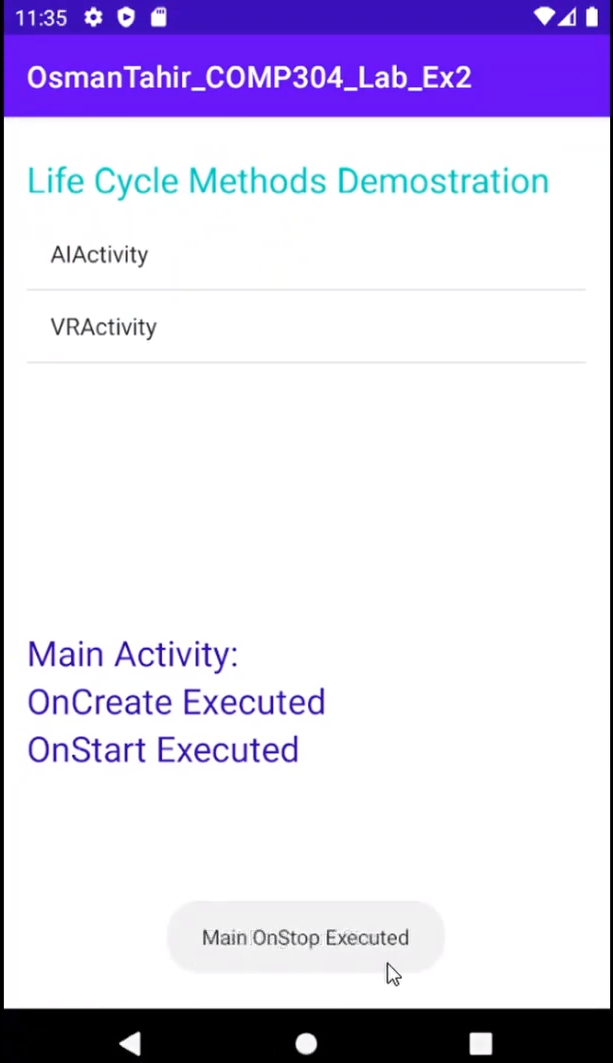 11:35
OsmanTahir_COMP304_Lab_Ex2
Life Cycle Methods Demostration
AIActivity
VRActivity
Main Activity:
OnCreate Executed
OnStart Executed
Main OnStop Executed